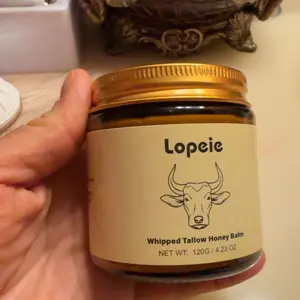 Lopeie
Whipped Tallow Honey Balm
NET WT: 120G / 4.23 OZ